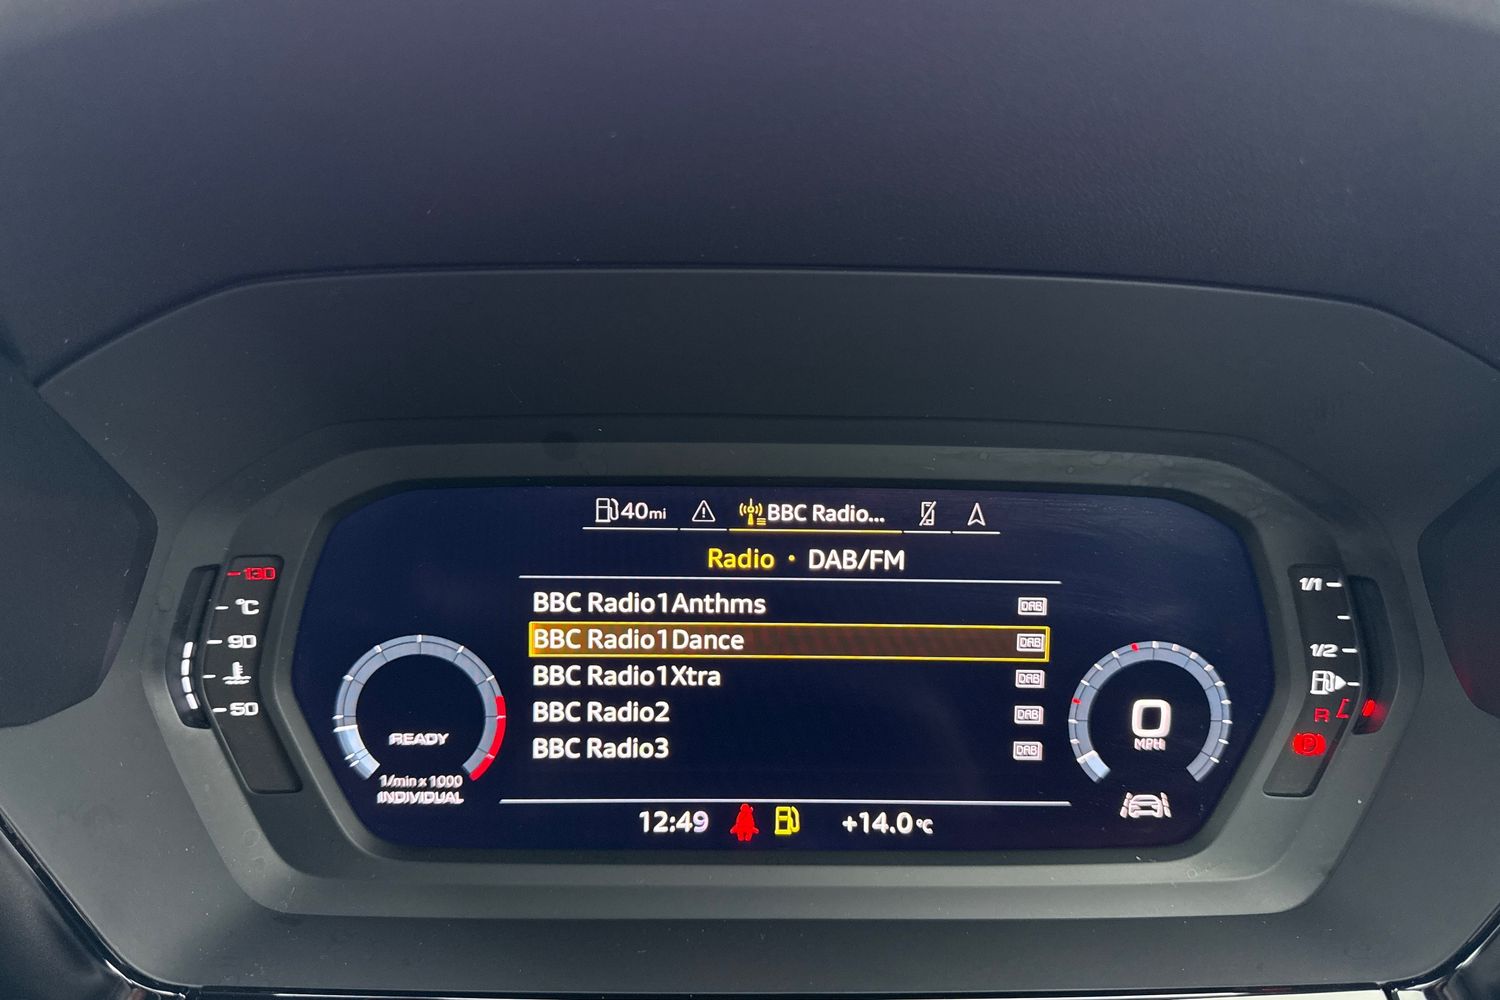 40mi
BBC Radio...
Radio · DAB/FM
BBC Radio1Anthms DAB
BBC Radio1Dance DAB
BBC Radio1Xtra DAB
BBC Radio2 DAB
BBC Radio3 DAB
12:49
+14.0°C
130
°C
90
50
READY
1/min x 1000
INDIVIDUAL
0
MPH
1/1
1/2
R
P